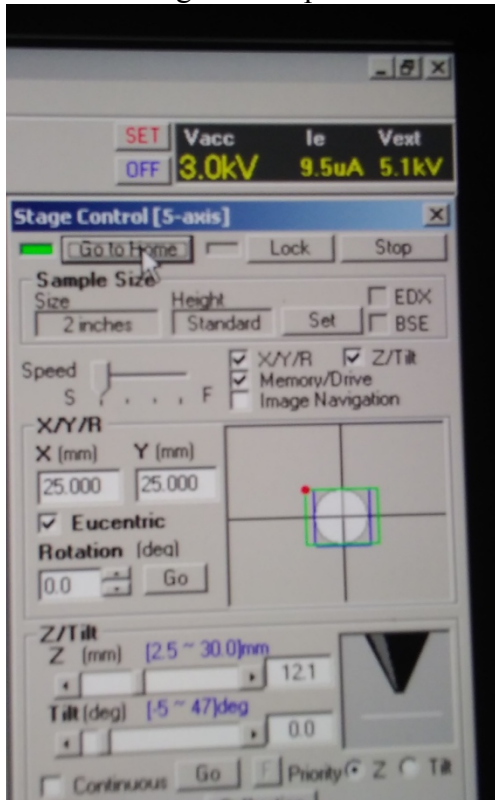 SET Vacc Ie Vext
OFF 3.0kV 9.5uA 5.1kV
Stage Control [5-axis]
Go to Home Lock Stop
Sample Size
Size Height EDX
2 inches Standard Set BSE
Speed X/Y/R Z/Tilt
Memory/Drive
S F Image Navigation
X/Y/R
X (mm) Y (mm)
25.000 25.000
Eucentric
Rotation (deg)
0.0 Go
Z/Tilt
Z (mm) [2.5 ~ 30.0]mm
12.1
Tilt (deg) [-5 ~ 47]deg
0.0
Continuous Go F Priority Z Tilt